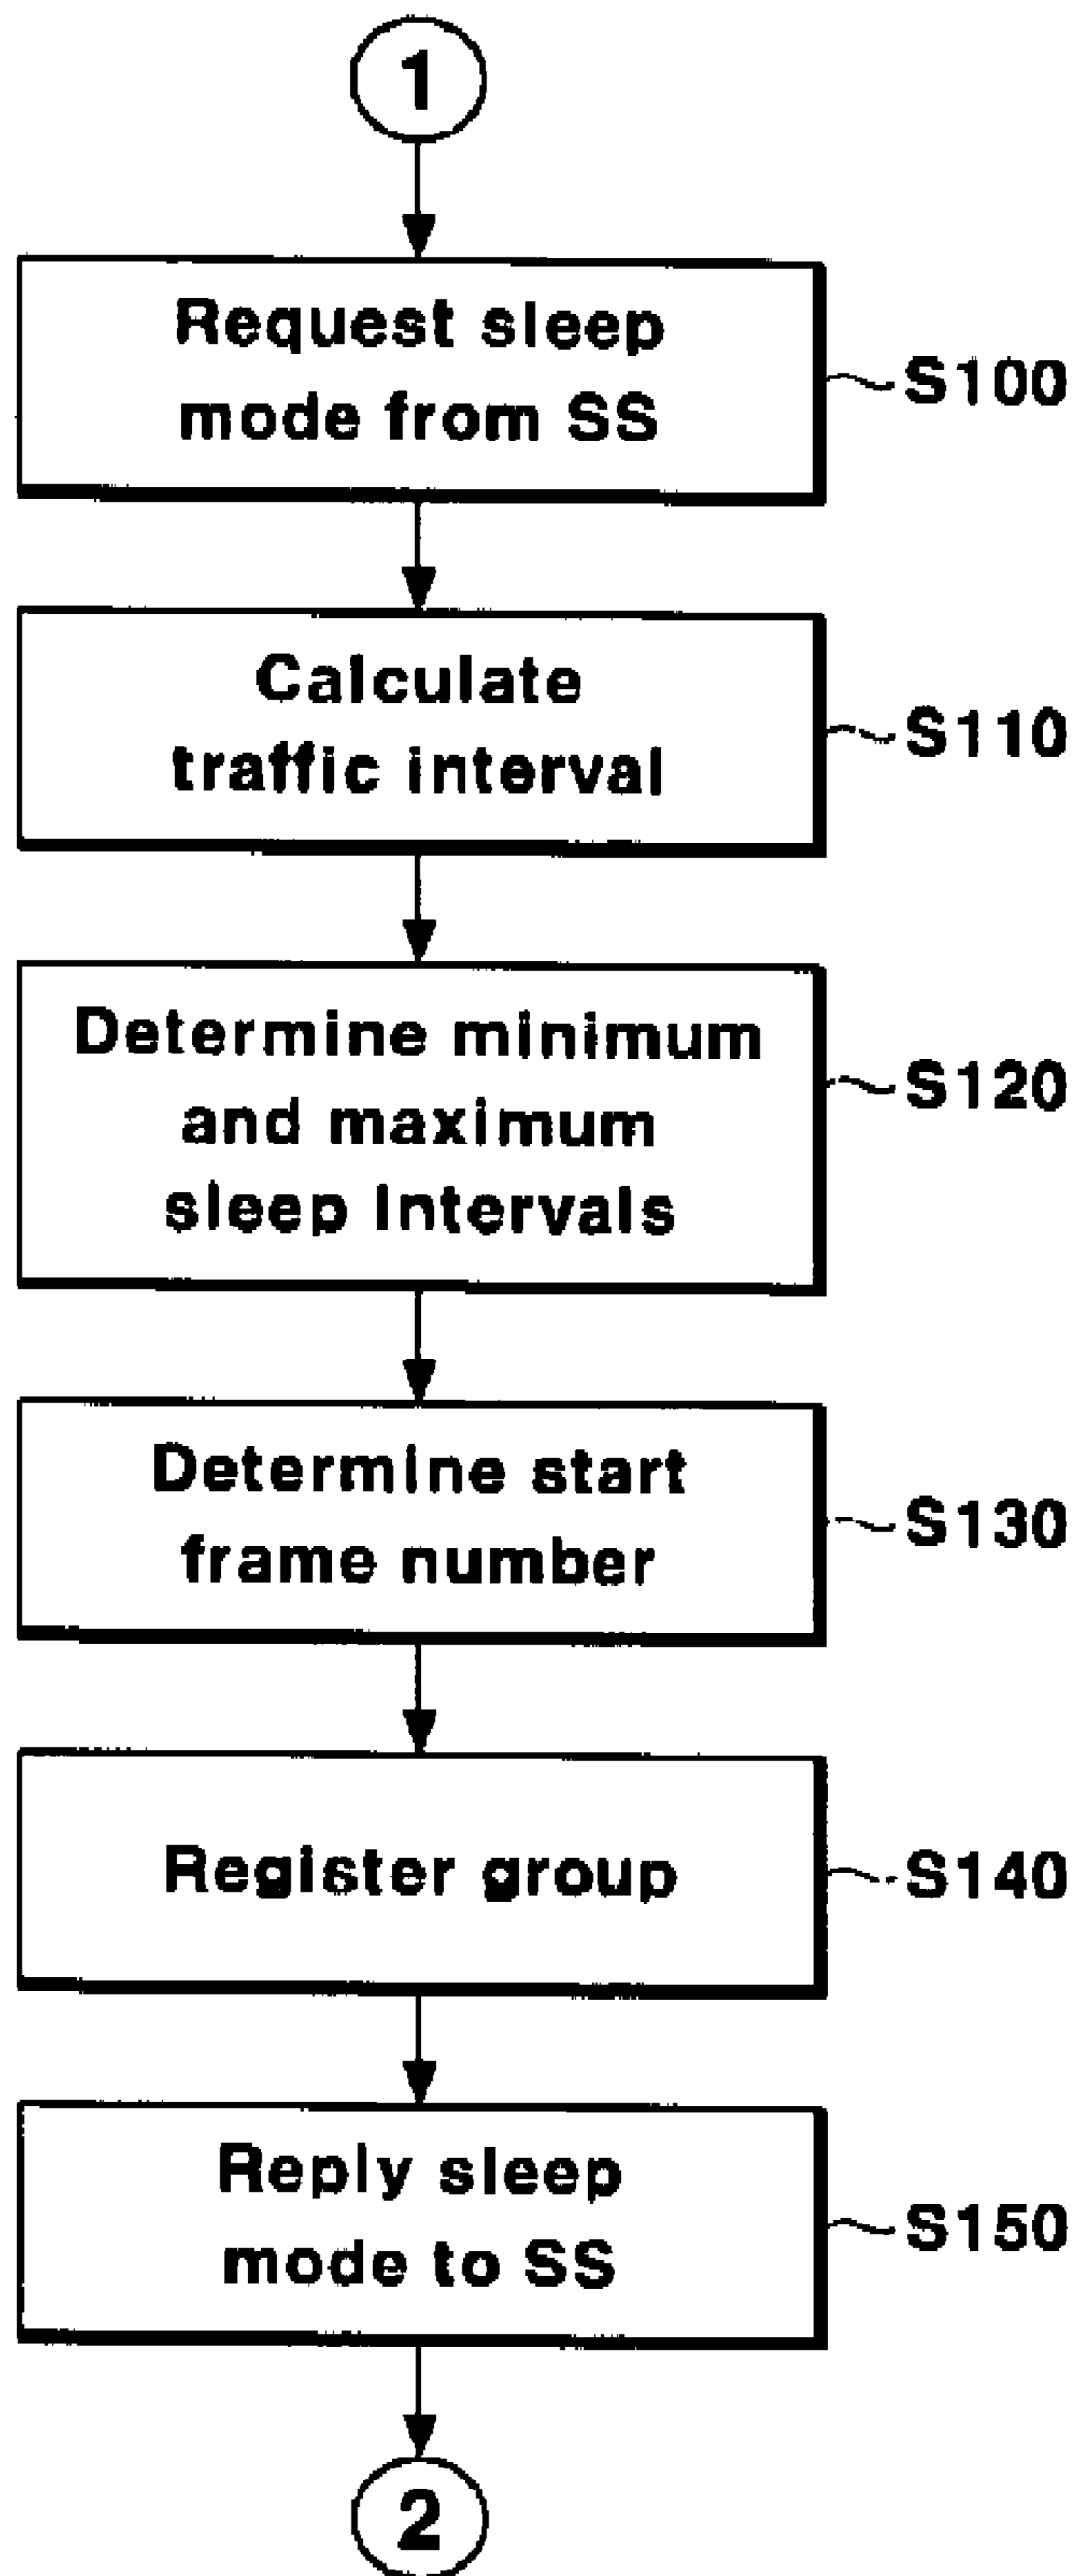 1
Request sleep
mode from SS
S100
Calculate
traffic interval
S110
Determine minimum
and maximum
sleep Intervals
S120
Determine start
frame number
S130
Register group
S140
Reply sleep
mode to SS
S150
2